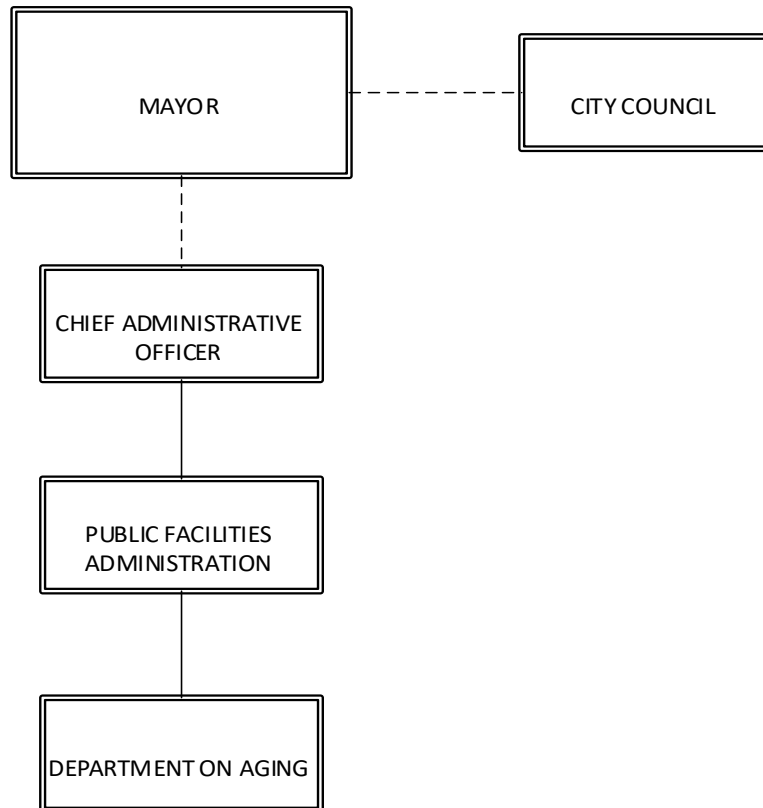 MAYOR
CITY COUNCIL
CHIEF ADMINISTRATIVE
OFFICER
PUBLIC FACILITIES
ADMINISTRATION
DEPARTMENT ON AGING